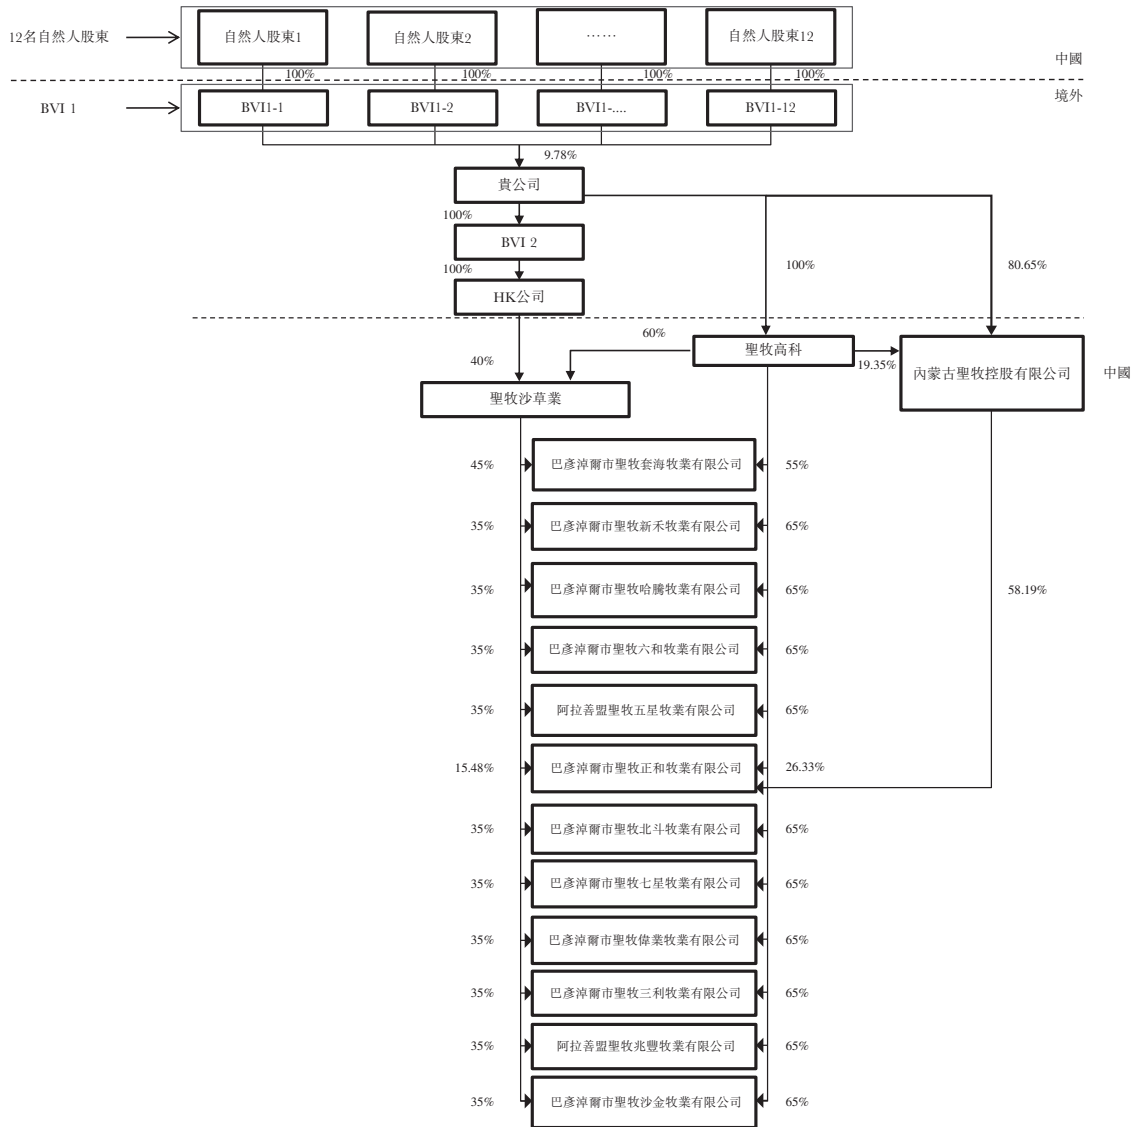 12名自然人股東
自然人股東1
自然人股東2
……
自然人股東12
中國
100%
100%
100%
100%
境外
BVI 1
BVI1-1
BVI1-2
BVI1-....
BVI1-12
9.78%
貴公司
100%
BVI 2
100%
80.65%
100%
HK公司
60%
聖牧高科
40%
19.35%
內蒙古聖牧控股有限公司
中國
聖牧沙草業
45%
巴彥淖爾市聖牧套海牧業有限公司
55%
35%
巴彥淖爾市聖牧新禾牧業有限公司
65%
35%
巴彥淖爾市聖牧哈騰牧業有限公司
65%
58.19%
35%
巴彥淖爾市聖牧六和牧業有限公司
65%
35%
阿拉善盟聖牧五星牧業有限公司
65%
15.48%
巴彥淖爾市聖牧正和牧業有限公司
26.33%
35%
巴彥淖爾市聖牧北斗牧業有限公司
65%
35%
巴彥淖爾市聖牧七星牧業有限公司
65%
35%
巴彥淖爾市聖牧偉業牧業有限公司
65%
35%
巴彥淖爾市聖牧三利牧業有限公司
65%
35%
阿拉善盟聖牧兆豐牧業有限公司
65%
35%
巴彥淖爾市聖牧沙金牧業有限公司
65%